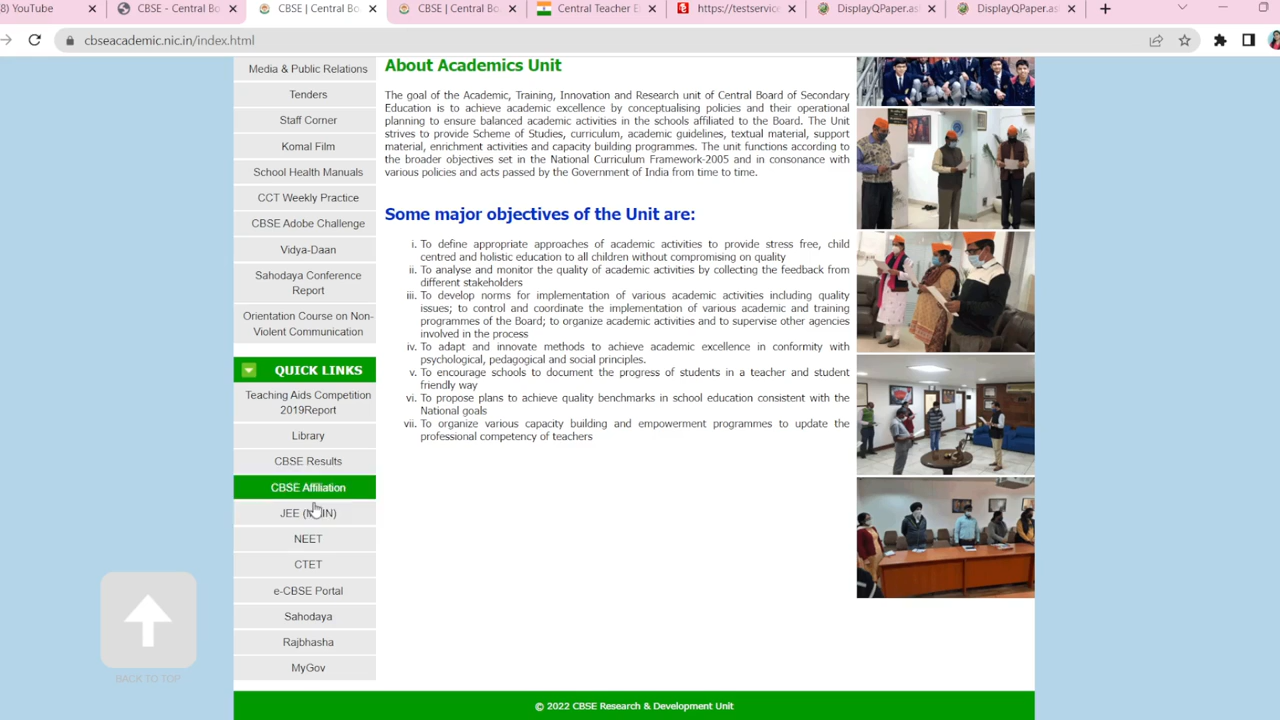 8) YouTube
CBSE - Central Bo
CBSE | Central Bo
CBSE | Central Bo
Central Teacher E
https://testservice
DisplayQPaper.as
DisplayQPaper.as
cbseacademic.nic.in/index.html
Media & Public Relations
Tenders
Staff Corner
Komal Film
School Health Manuals
CCT Weekly Practice
CBSE Adobe Challenge
Vidya-Daan
Sahodaya Conference
Report
Orientation Course on Non-
Violent Communication
QUICK LINKS
Teaching Aids Competition
2019Report
Library
CBSE Results
CBSE Affiliation
JEE (MAIN)
NEET
CTET
e-CBSE Portal
Sahodaya
Rajbhasha
MyGov
BACK TO TOP
About Academics Unit
The goal of the Academic, Training, Innovation and Research unit of Central Board of Secondary
Education is to achieve academic excellence by conceptualising policies and their operational
planning to ensure balanced academic activities in the schools affiliated to the Board. The Unit
strives to provide Scheme of Studies, curriculum, academic guidelines, textual material, support
material, enrichment activities and capacity building programmes. The unit functions according to
the broader objectives set in the National Curriculum Framework-2005 and in consonance with
various policies and acts passed by the Government of India from time to time.
Some major objectives of the Unit are:
i. To define appropriate approaches of academic activities to provide stress free, child
centred and holistic education to all children without compromising on quality
ii. To analyse and monitor the quality of academic activities by collecting the feedback from
different stakeholders
iii. To develop norms for implementation of various academic activities including quality
issues; to control and coordinate the implementation of various academic and training
programmes of the Board; to organize academic activities and to supervise other agencies
involved in the process
iv. To adapt and innovate methods to achieve academic excellence in conformity with
psychological, pedagogical and social principles.
v. To encourage schools to document the progress of students in a teacher and student
friendly way
vi. To propose plans to achieve quality benchmarks in school education consistent with the
National goals
vii. To organize various capacity building and empowerment programmes to update the
professional competency of teachers
© 2022 CBSE Research & Development Unit